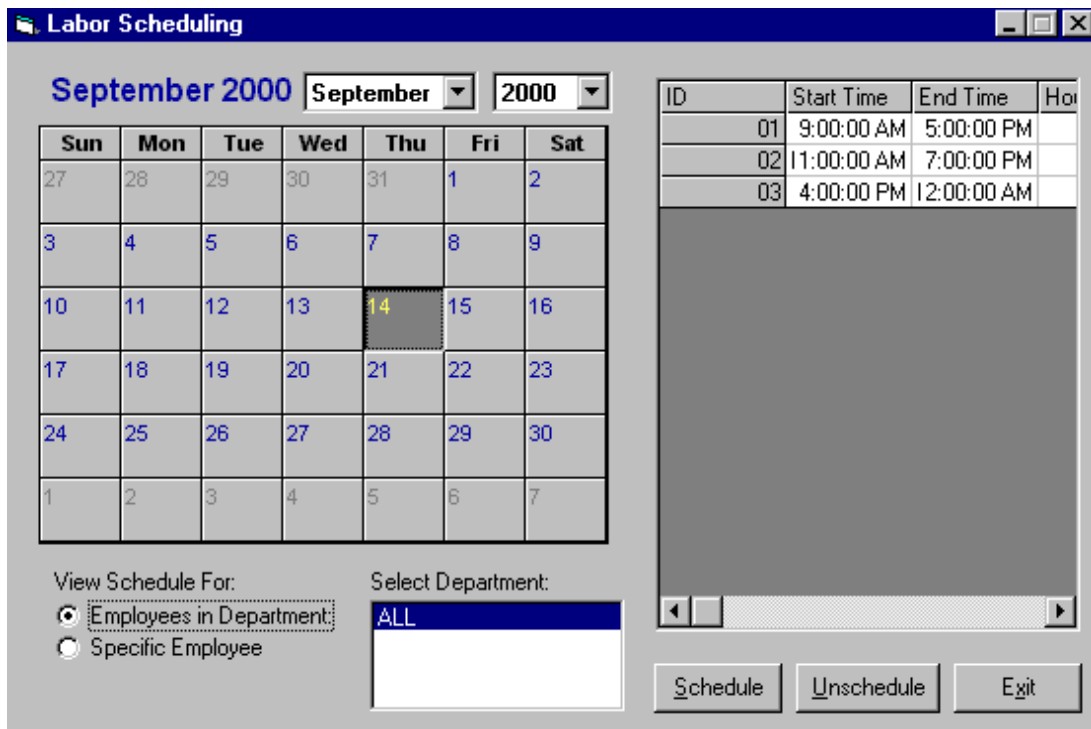 Labor Scheduling
September 2000 September 2000
Sun Mon Tue Wed Thu Fri Sat
27 28 29 30 31 1 2
3 4 5 6 7 8 9
10 11 12 13 14 15 16
17 18 19 20 21 22 23
24 25 26 27 28 29 30
1 2 3 4 5 6 7
View Schedule For:
Employees in Department:
Specific Employee
Select Department:
ALL
ID Start Time End Time Hou
01 9:00:00 AM 5:00:00 PM
02 11:00:00 AM 7:00:00 PM
03 4:00:00 PM 12:00:00 AM
Schedule Unschedule Exit